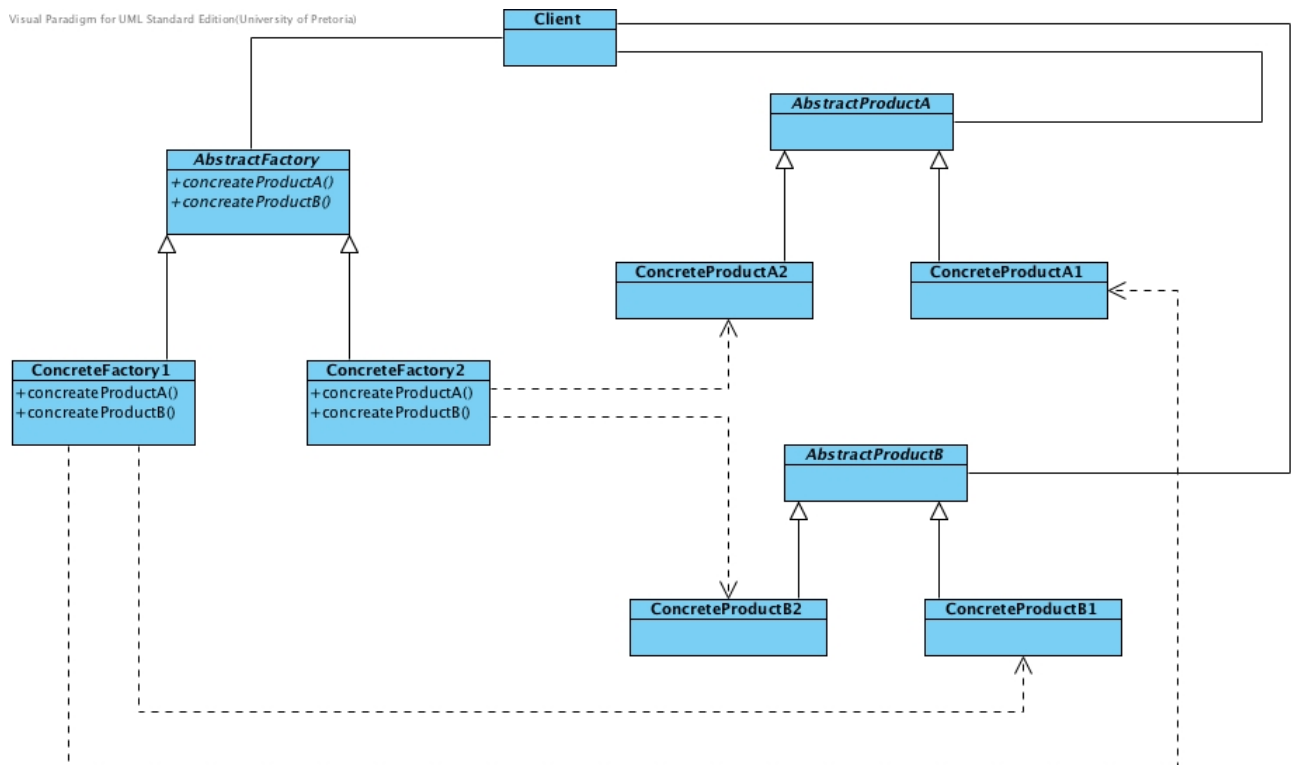 Visual Paradigm for UML Standard Edition(University of Pretoria)
Client
AbstractProductA
AbstractFactory
+concreateProductA()
+concreateProductB()
ConcreteProductA2
ConcreteProductA1
ConcreteFactory1
+concreateProductA()
+concreateProductB()
ConcreteFactory2
+concreateProductA()
+concreateProductB()
AbstractProductB
ConcreteProductB2
ConcreteProductB1